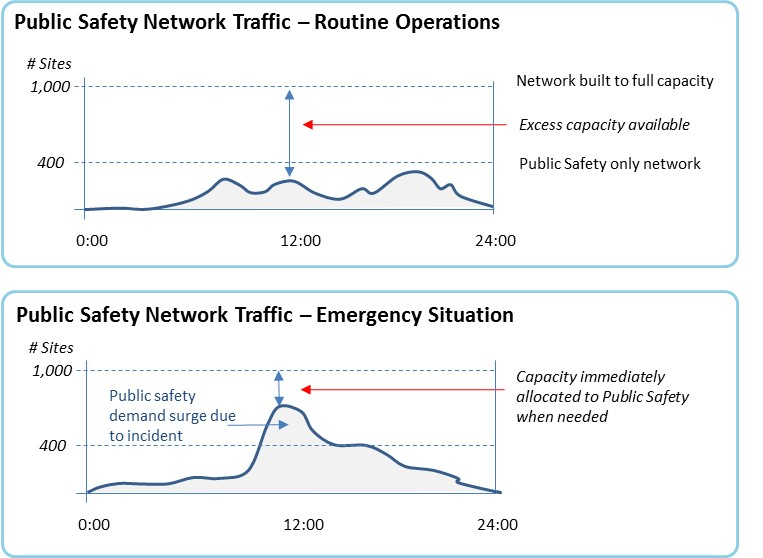 Public Safety Network Traffic – Routine Operations
# Sites
1,000
Network built to full capacity
Excess capacity available
400
Public Safety only network
0:00
12:00
24:00
Public Safety Network Traffic – Emergency Situation
# Sites
1,000
Capacity immediately
allocated to Public Safety
when needed
Public safety
demand surge due
to incident
400
0:00
12:00
24:00